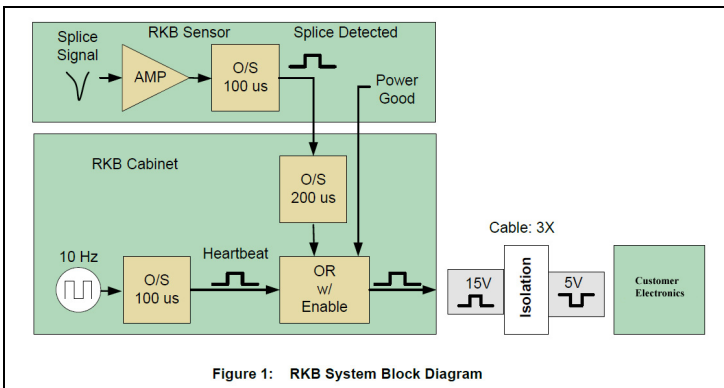 RKB Sensor
Splice Detected
Splice
Signal
AMP
O/S
100 us
Power
Good
RKB Cabinet
O/S
200 us
10 Hz
O/S
100 us
Heartbeat
OR
w/
Enable
Cable: 3X
15V
Isolation
5V
Customer
Electronics
Figure 1: RKB System Block Diagram